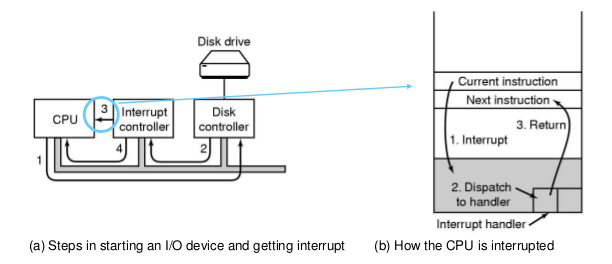 Disk drive
CPU
3
Interrupt
controller
Disk
controller
1
4
2
Current instruction
Next instruction
3. Return
1. Interrupt
2. Dispatch
to handler
Interrupt handler
(a) Steps in starting an I/O device and getting interrupt
(b) How the CPU is interrupted